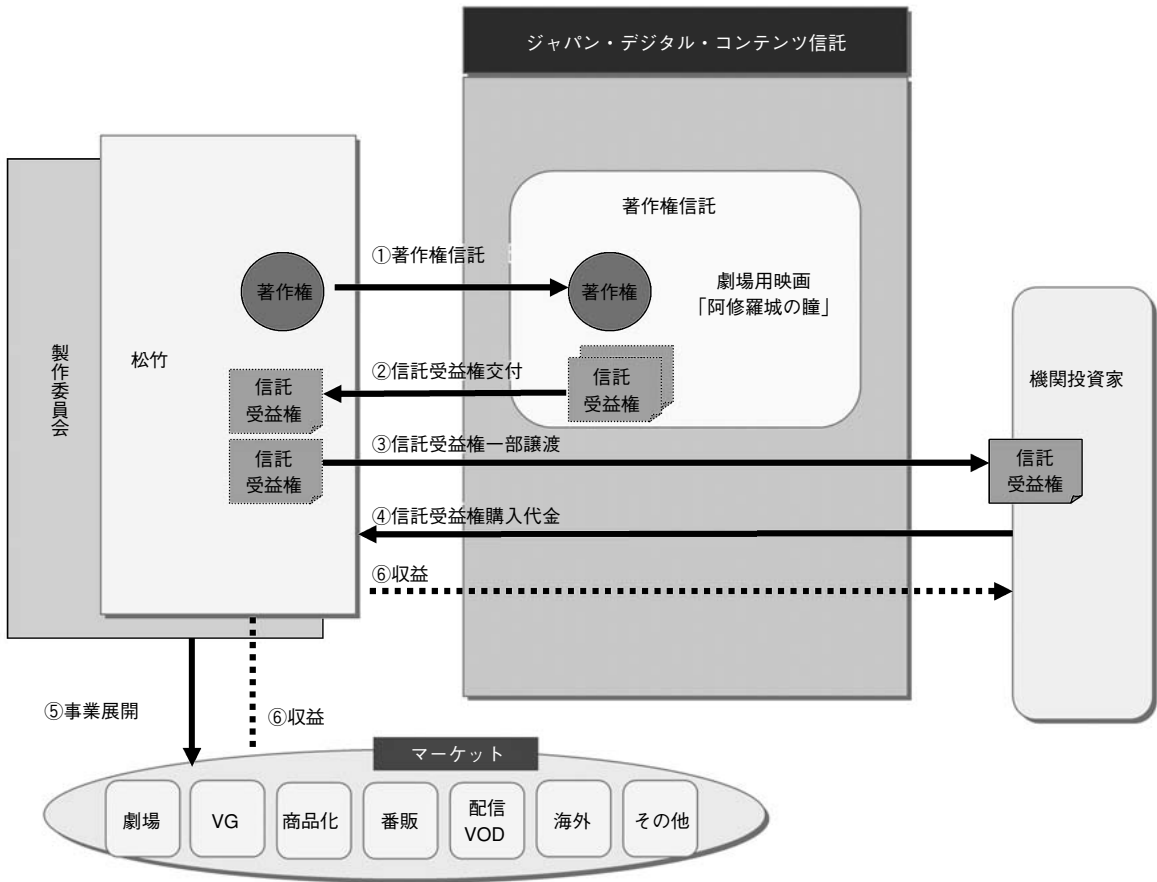 ジャパン・デジタル・コンテンツ信託
著作権信託
①著作権信託
著作権
著作権
劇場用映画
「阿修羅城の瞳」
製作委員会
松竹
②信託受益権交付
信託
受益権
信託
受益権
機関投資家
③信託受益権一部譲渡
信託
受益権
信託
受益権
④信託受益権購入代金
⑥収益
⑤事業展開
⑥収益
マーケット
劇場
VG
商品化
番販
配信
VOD
海外
その他